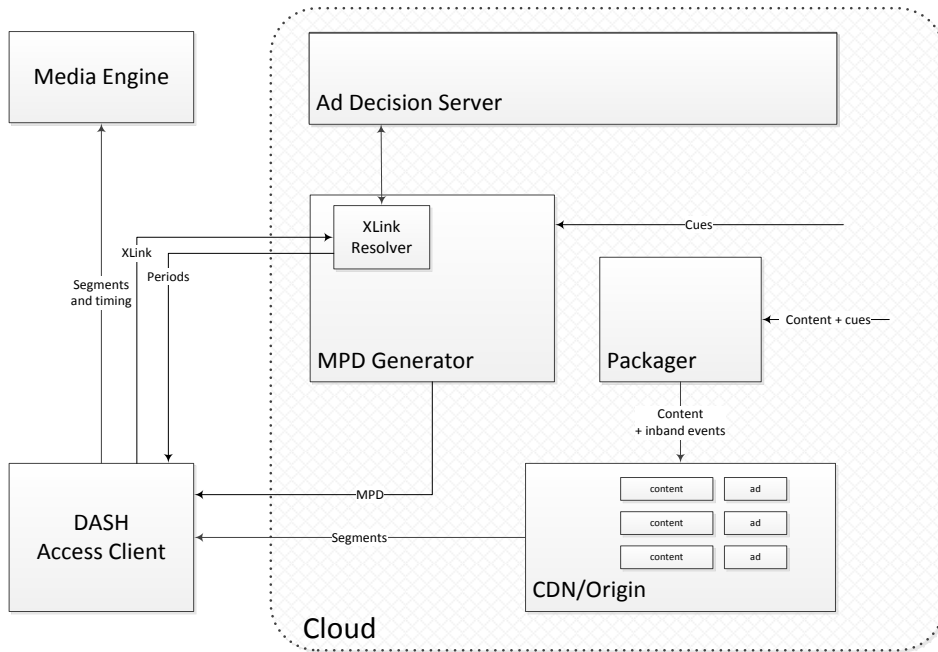 Media Engine
Ad Decision Server
XLink
Resolver
Cues
XLink
Periods
Segments
and timing
Content + cues
MPD Generator
Packager
Content
+ inband events
MPD
DASH
Access Client
Segments
content
ad
content
ad
content
ad
CDN/Origin
Cloud